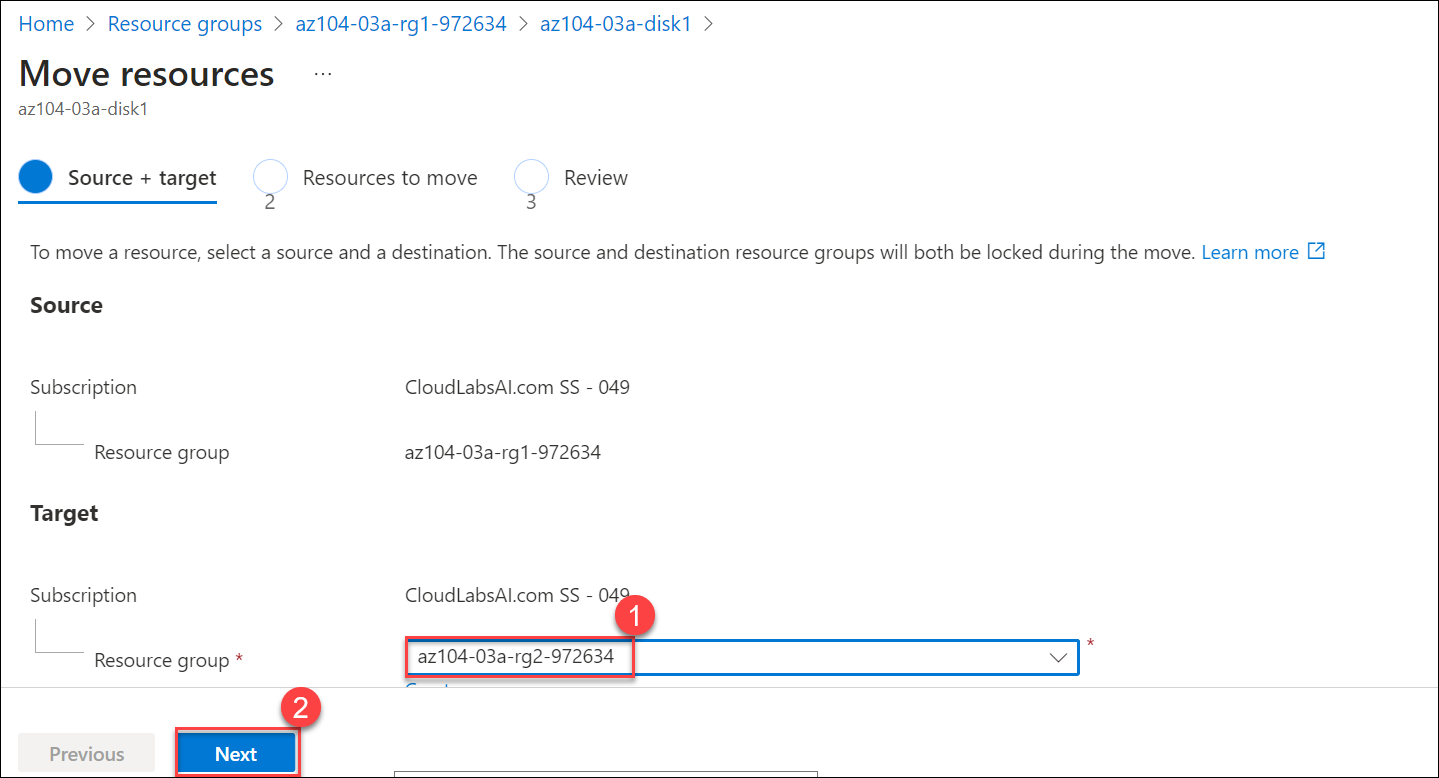 Home > Resource groups > az104-03a-rg1-972634 > az104-03a-disk1 >
Move resources ...
az104-03a-disk1
Source + target
Resources to move
Review
2
3
To move a resource, select a source and a destination. The source and destination resource groups will both be locked during the move. Learn more
Source
Subscription CloudLabsAI.com SS - 049
Resource group az104-03a-rg1-972634
Target
Subscription CloudLabsAI.com SS - 049
1
Resource group * az104-03a-rg2-972634 *
2
Previous Next